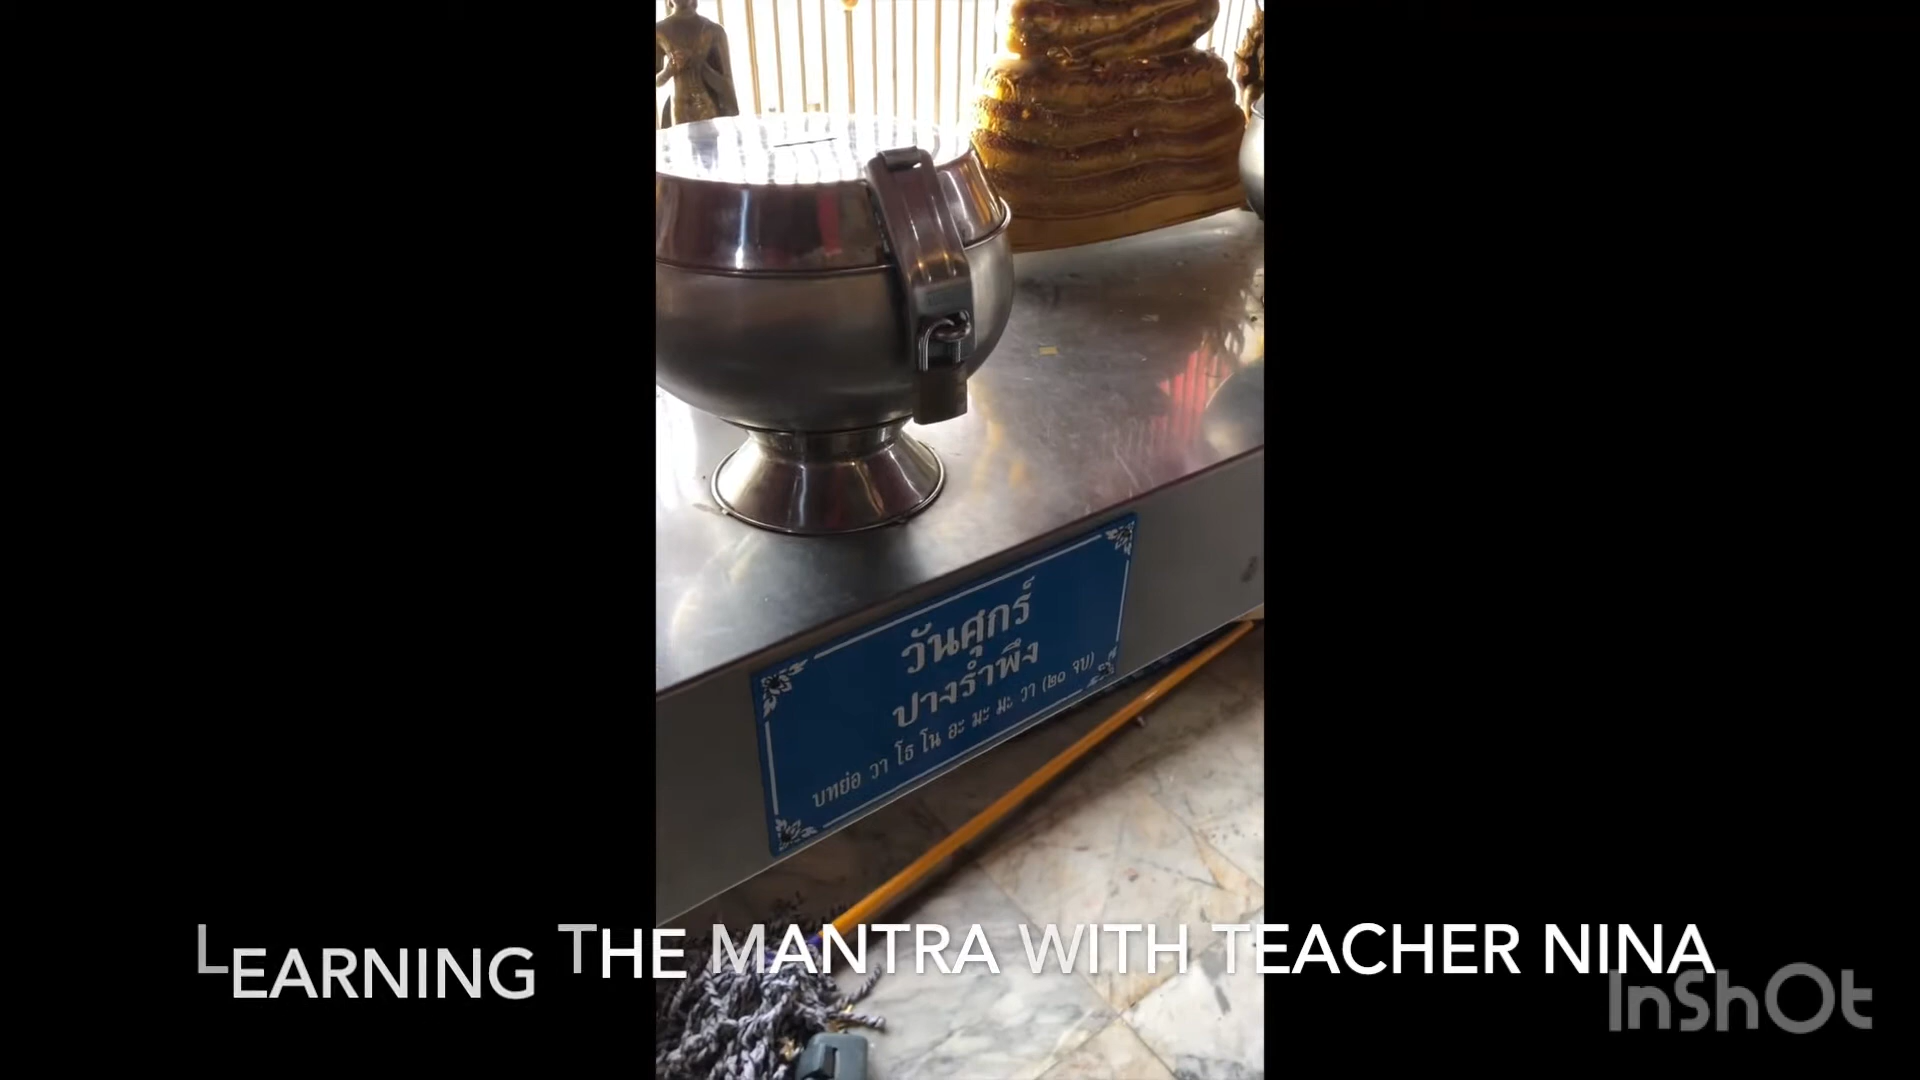 วันศุกร์
ปางรำพึง
บทย่อ วา โธ โน อะ มะ มะ วา (๒๐ จบ)
LEARNING THE MANTRA WITH TEACHER NINA
InShOt